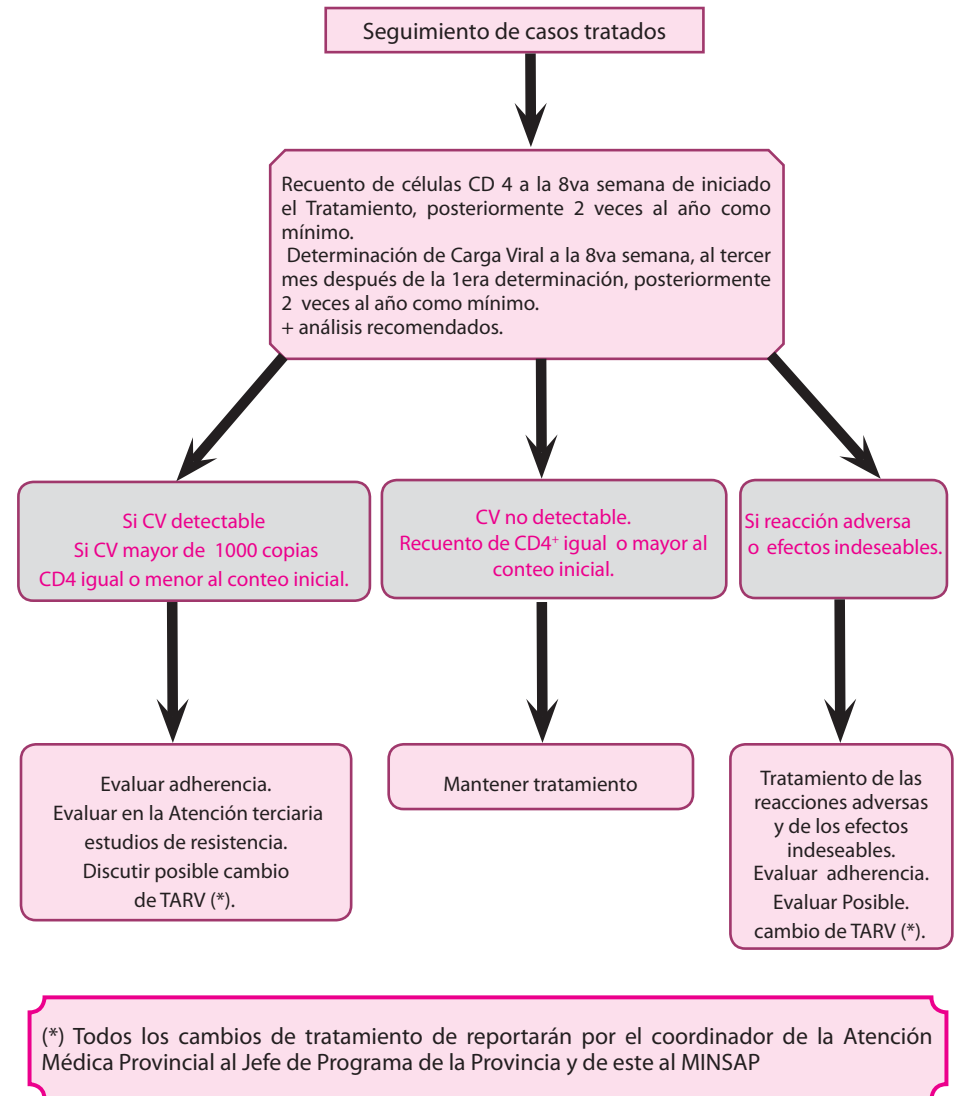 Seguimiento de casos tratados
Recuento de células CD 4 a la 8va semana de iniciado
el Tratamiento, posteriormente 2 veces al año como
mínimo.
Determinación de Carga Viral a la 8va semana, al tercer
mes después de la 1era determinación, posteriormente
2 veces al año como mínimo.
+ análisis recomendados.
Si CV detectable
Si CV mayor de 1000 copias
CD4 igual o menor al conteo inicial.
CV no detectable.
Recuento de CD4⁺ igual o mayor al
conteo inicial.
Si reacción adversa
o efectos indeseables.
Evaluar adherencia.
Evaluar en la Atención terciaria
estudios de resistencia.
Discutir posible cambio
de TARV (*).
Mantener tratamiento
Tratamiento de las
reacciones adversas
y de los efectos
indeseables.
Evaluar adherencia.
Evaluar Posible.
cambio de TARV (*).
(*) Todos los cambios de tratamiento de reportarán por el coordinador de la Atención
Médica Provincial al Jefe de Programa de la Provincia y de este al MINSAP